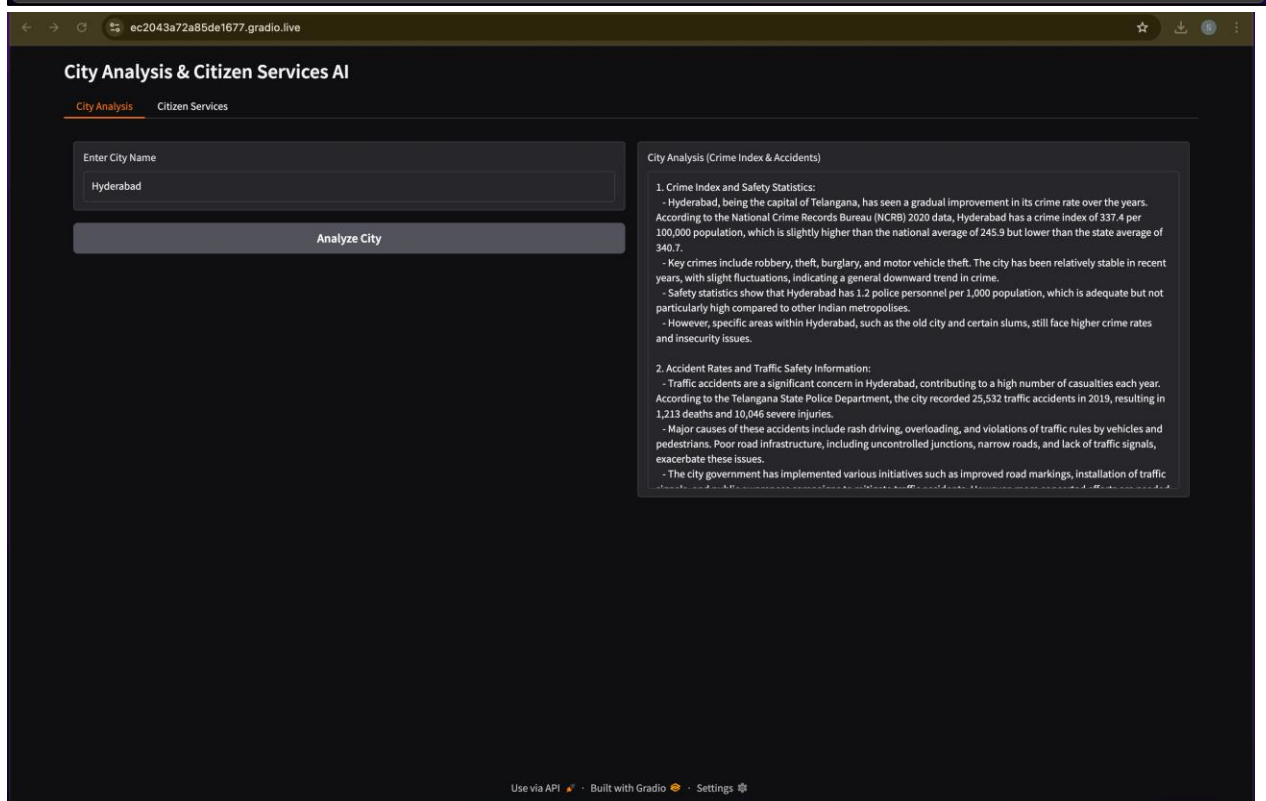 ec2043a72a85de1677.gradio.live
City Analysis & Citizen Services AI
City Analysis
Citizen Services
Enter City Name
Hyderabad
Analyze City
City Analysis (Crime Index & Accidents)
1. Crime Index and Safety Statistics:
- Hyderabad, being the capital of Telangana, has seen a gradual improvement in its crime rate over the years.
According to the National Crime Records Bureau (NCRB) 2020 data, Hyderabad has a crime index of 337.4 per
100,000 population, which is slightly higher than the national average of 245.9 but lower than the state average of
340.7.
- Key crimes include robbery, theft, burglary, and motor vehicle theft. The city has been relatively stable in recent
years, with slight fluctuations, indicating a general downward trend in crime.
- Safety statistics show that Hyderabad has 1.2 police personnel per 1,000 population, which is adequate but not
particularly high compared to other Indian metropolises.
- However, specific areas within Hyderabad, such as the old city and certain slums, still face higher crime rates
and insecurity issues.
2. Accident Rates and Traffic Safety Information:
- Traffic accidents are a significant concern in Hyderabad, contributing to a high number of casualties each year.
According to the Telangana State Police Department, the city recorded 25,532 traffic accidents in 2019, resulting in
1,213 deaths and 10,046 severe injuries.
- Major causes of these accidents include rash driving, overloading, and violations of traffic rules by vehicles and
pedestrians. Poor road infrastructure, including uncontrolled junctions, narrow roads, and lack of traffic signals,
exacerbate these issues.
- The city government has implemented various initiatives such as improved road markings, installation of traffic
Use via API · Built with Gradio · Settings